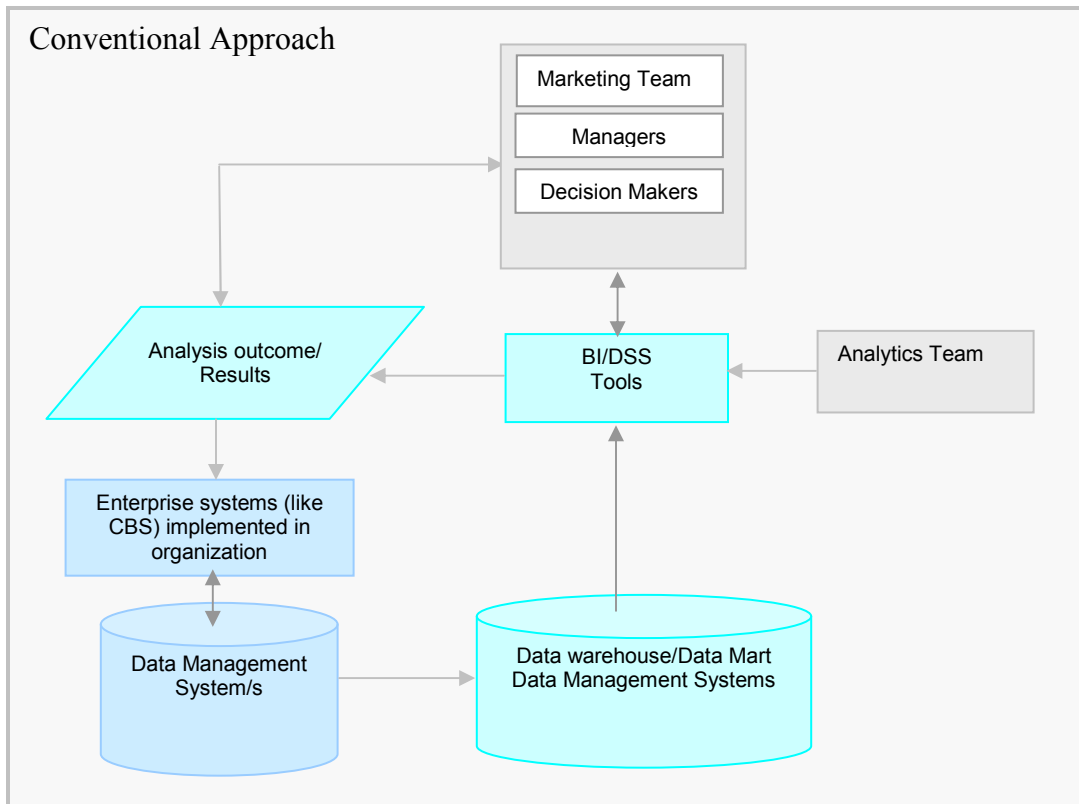 Conventional Approach
Marketing Team
Managers
Decision Makers
Analysis outcome/
Results
BI/DSS
Tools
Analytics Team
Enterprise systems (like
CBS) implemented in
organization
Data Management
System/s
Data warehouse/Data Mart
Data Management Systems